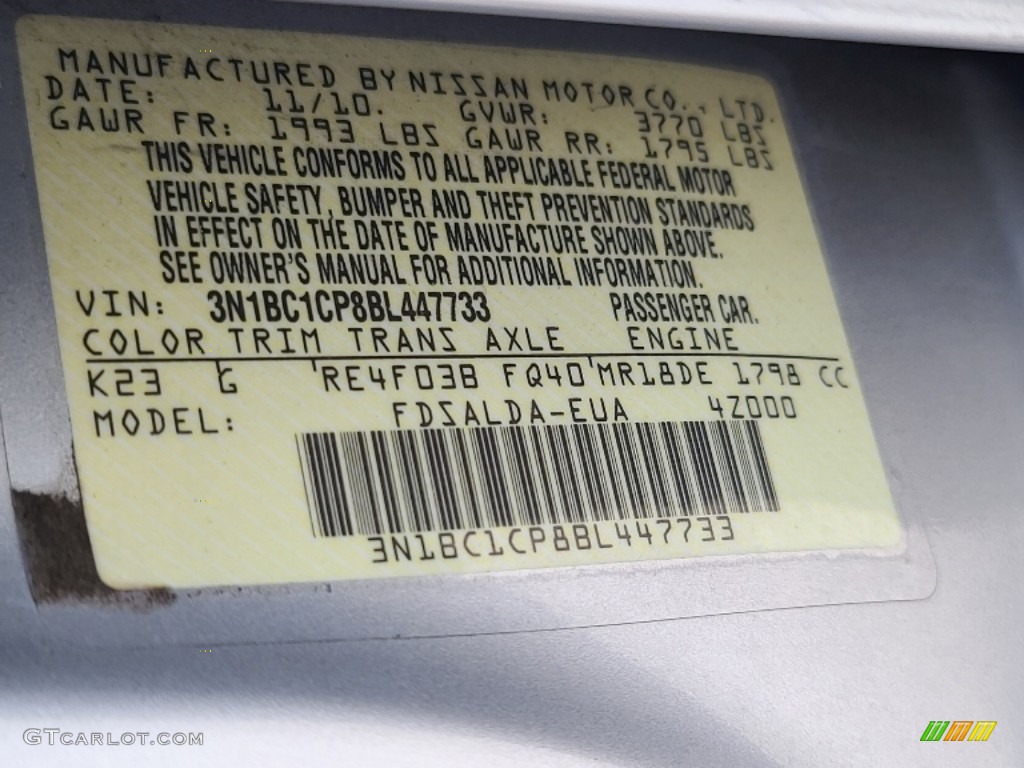 MANUFACTURED BY NISSAN MOTOR CO., LTD.
DATE: 11/10. GVWR: 3770 LBS
GAWR FR: 1993 LBS GAWR RR: 1795 LBS
THIS VEHICLE CONFORMS TO ALL APPLICABLE FEDERAL MOTOR
VEHICLE SAFETY, BUMPER AND THEFT PREVENTION STANDARDS
IN EFFECT ON THE DATE OF MANUFACTURE SHOWN ABOVE.
SEE OWNER'S MANUAL FOR ADDITIONAL INFORMATION.
VIN: 3N1BC1CP8BL447733 PASSENGER CAR.
COLOR TRIM TRANS AXLE ENGINE
K23 G RE4F03B FQ40 MR18DE 1798 CC
MODEL: FDSALDA-EUA 4Z000
3N1BC1CP8BL447733
GTCARLOT.COM